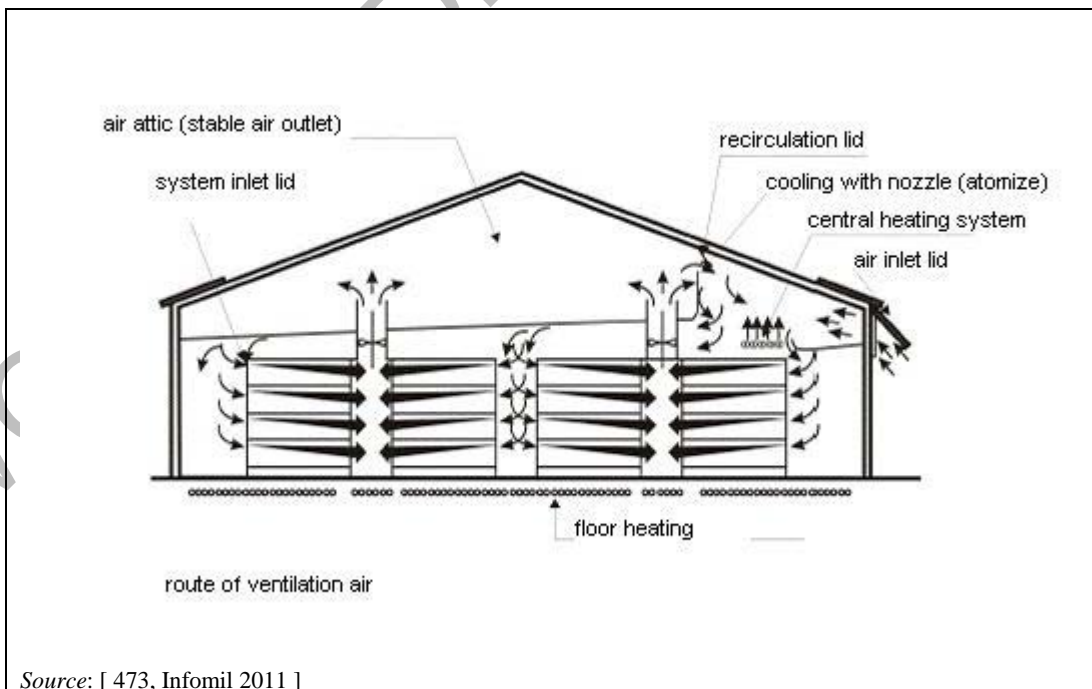 air attic (stable air outlet)
recirculation lid
system inlet lid
cooling with nozzle (atomize)
central heating system
air inlet lid
floor heating
route of ventilation air
Source: [ 473, Infomil 2011 ]